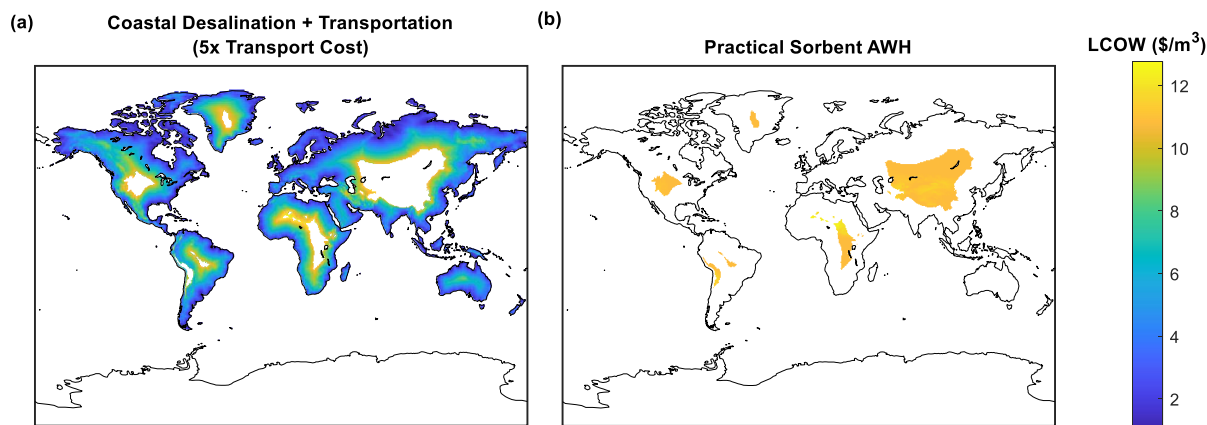 (a)
Coastal Desalination + Transportation
(5x Transport Cost)
(b)
Practical Sorbent AWH
LCOW ($/m³)
12
10
8
6
4
2